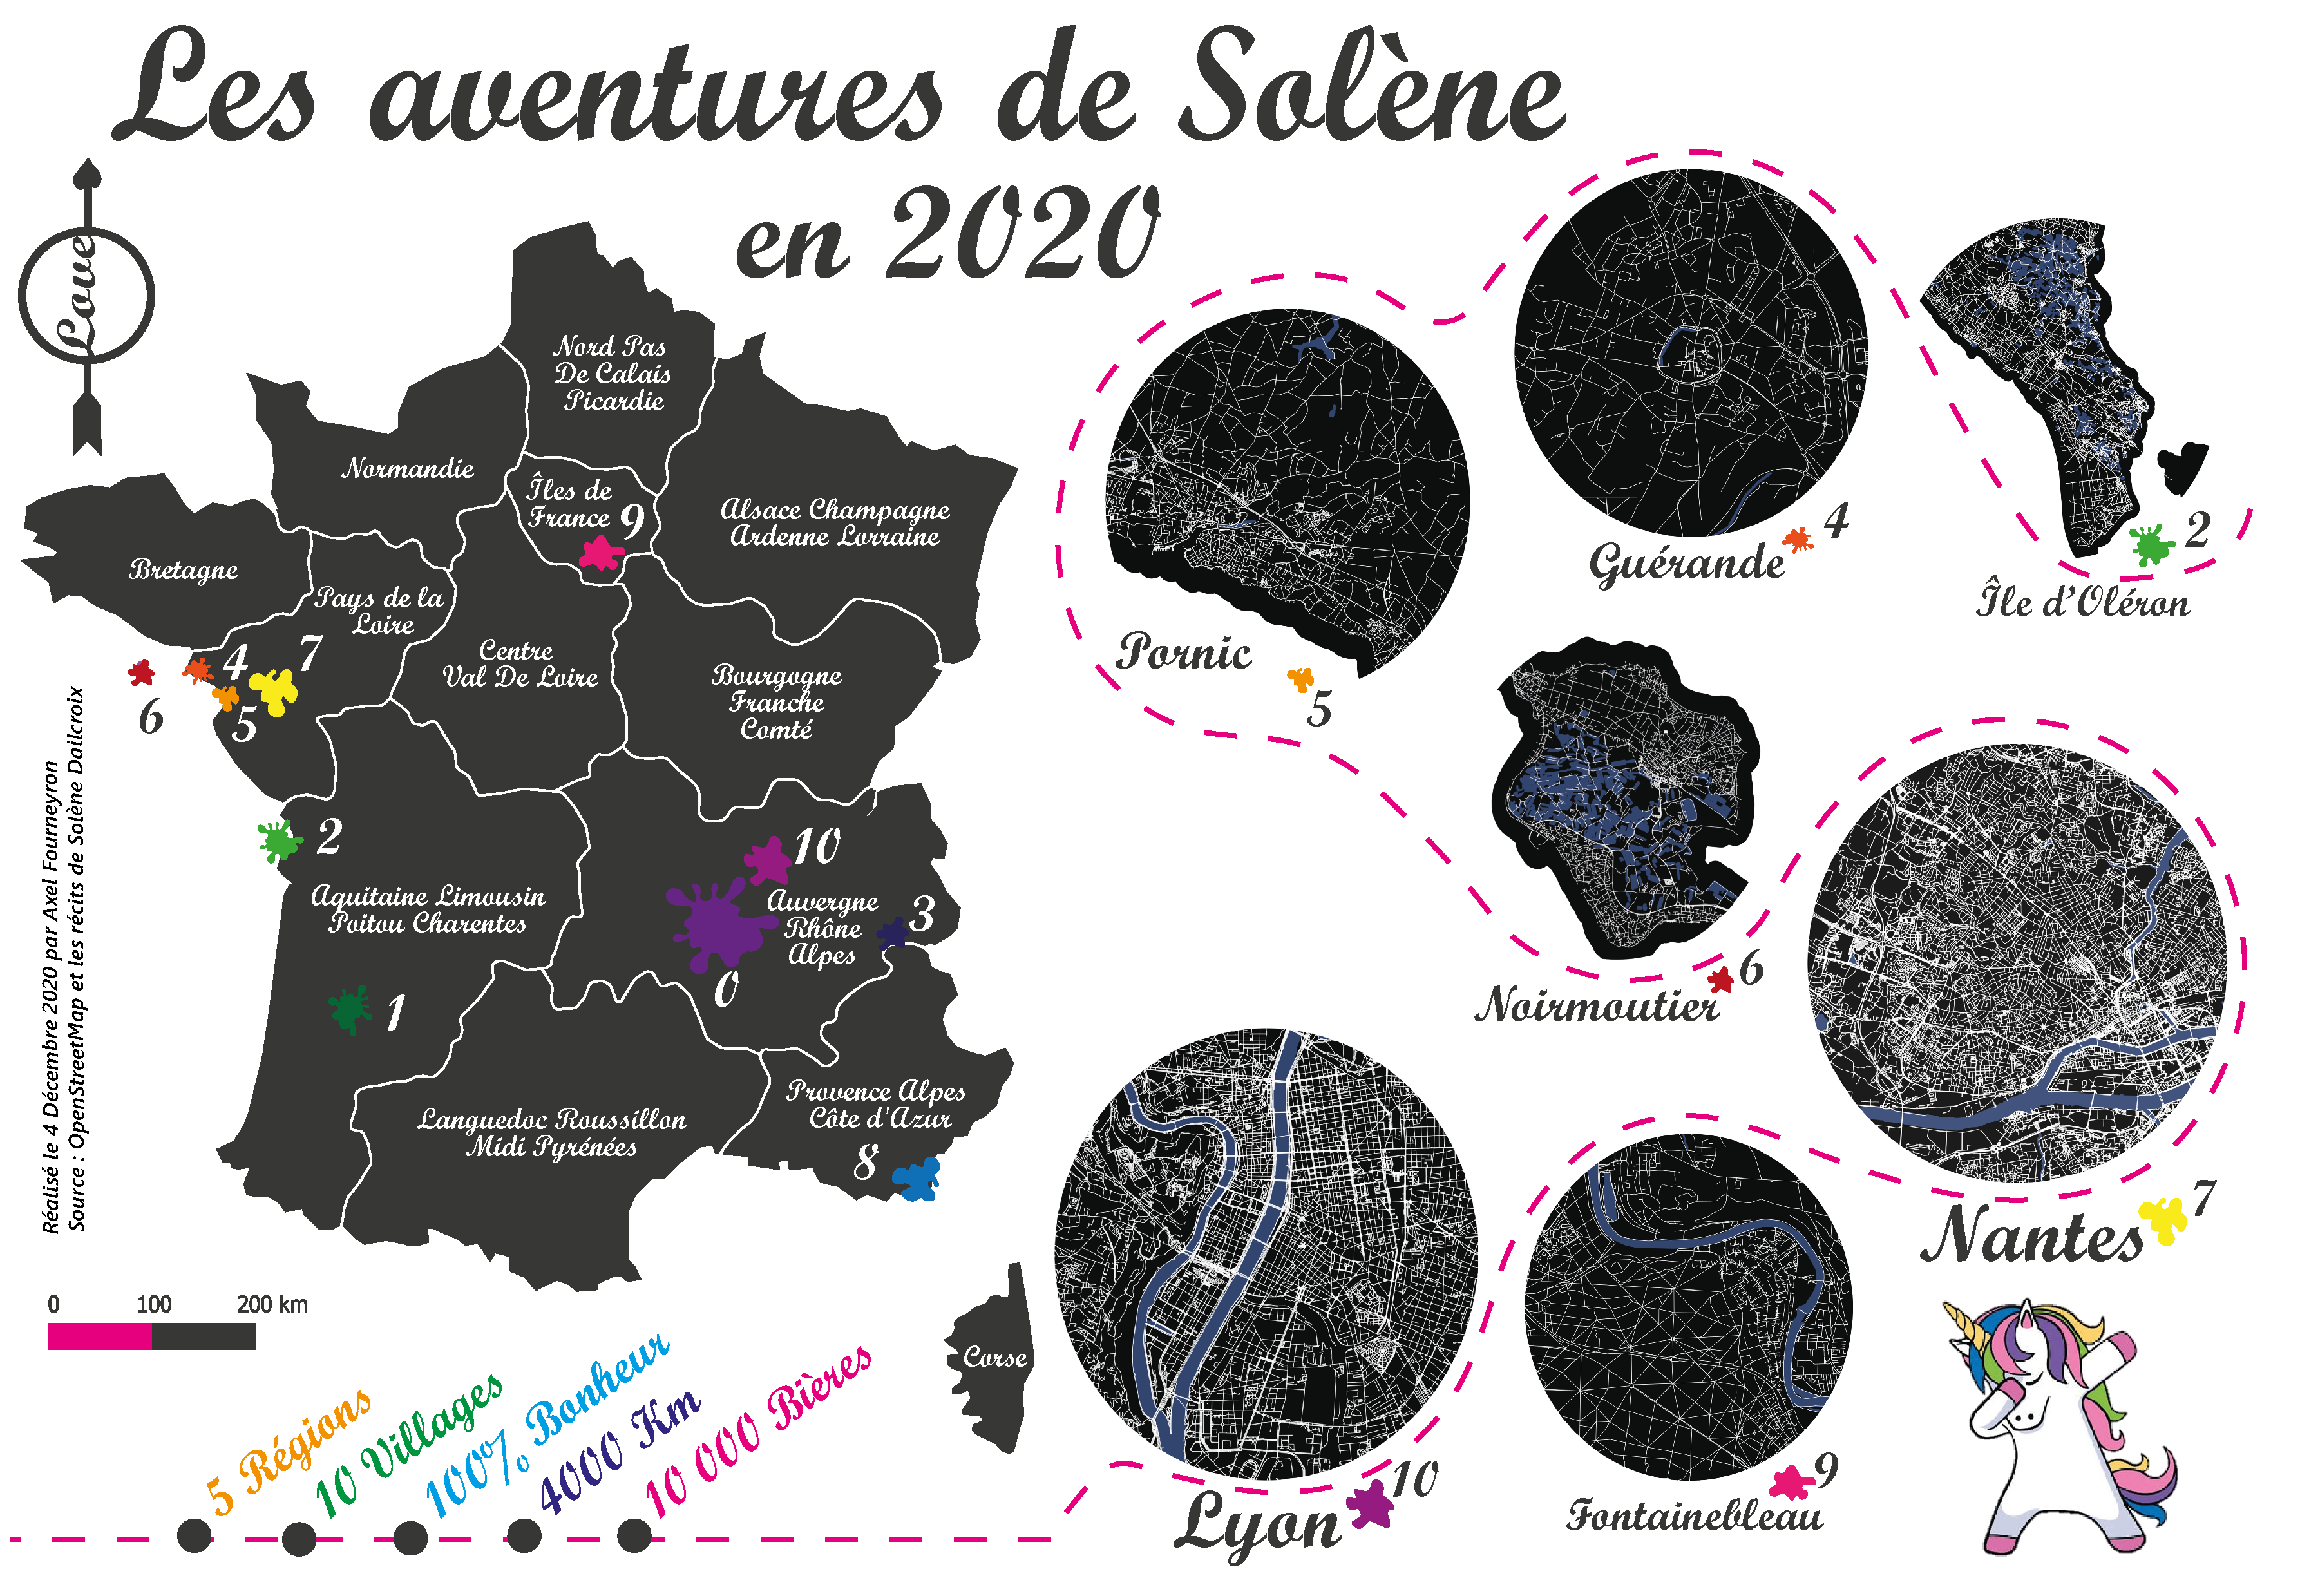 Les aventures de Solène
en 2020
Love
Nord Pas
De Calais
Picardie
Normandie
Îles de
France 9
Alsace Champagne
Ardenne Lorraine
Bretagne
Pays de la
Loire
Centre
Val De Loire
Bourgogne
Franche
Comté
4
7
6
5
2
10
Auvergne
Rhône
Alpes
3
0
Aquitaine Limousin
Poitou Charentes
1
Provence Alpes
Côte d'Azur
8
Languedoc Roussillon
Midi Pyrénées
Corse
Réalisé le 4 Décembre 2020 par Axel Fourneyron
Source : OpenStreetMap et les récits de Solène Dailcroix
0 100 200 km
5 Régions
10 Villages
100% Bonheur
4000 Km
10 000 Bières
Pornic
5
Guérande
4
2
Île d'Oléron
Noirmoutier
6
Nantes
7
Lyon
10
Fontainebleau
9